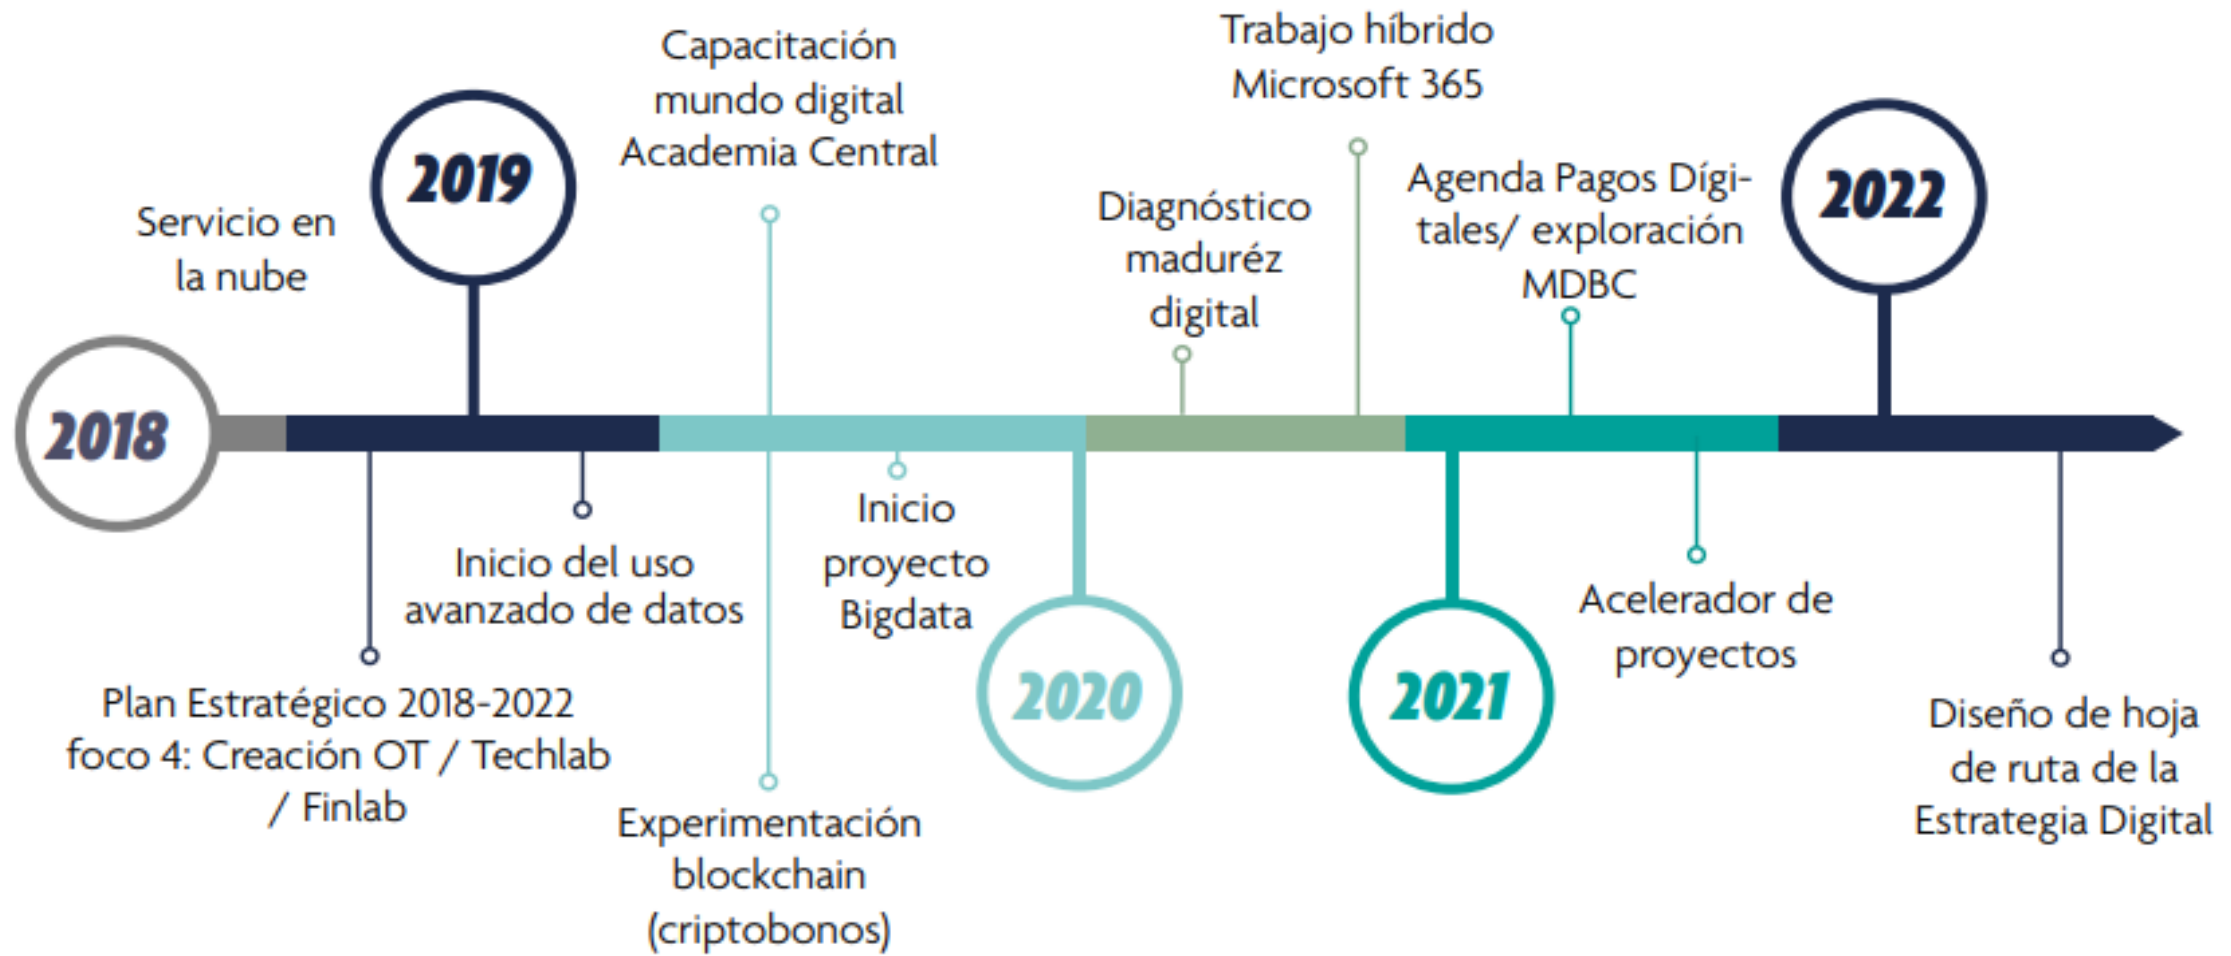 2018
Servicio en
la nube
2019
Plan Estratégico 2018-2022
foco 4: Creación OT / Techlab
/ Finlab
Inicio del uso
avanzado de datos
Capacitación
mundo digital
Academia Central
Experimentación
blockchain
(criptobonos)
Inicio
proyecto
Bigdata
2020
Diagnóstico
maduréz
digital
Trabajo híbrido
Microsoft 365
2021
Agenda Pagos Dígi-
tales/ exploración
MDBC
Acelerador de
proyectos
2022
Diseño de hoja
de ruta de la
Estrategia Digital